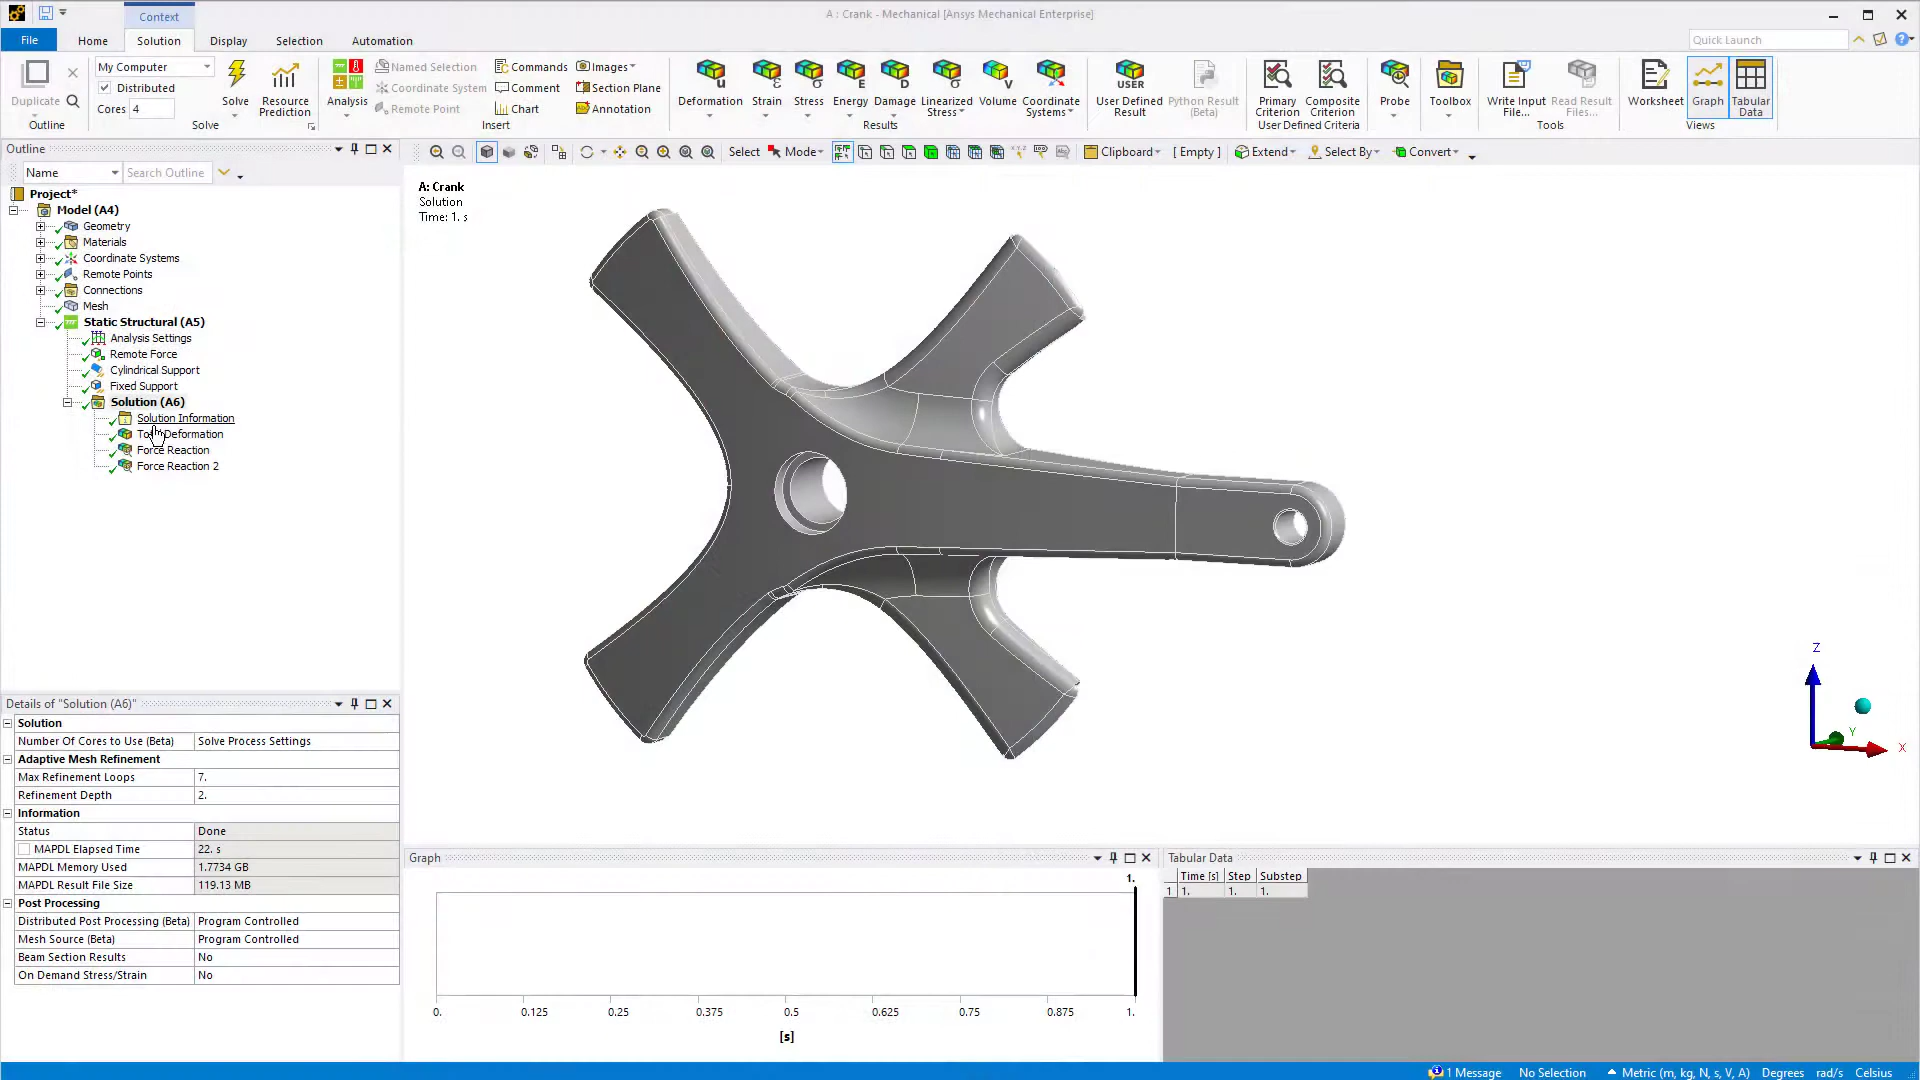 Context
A : Crank - Mechanical [Ansys Mechanical Enterprise]
File
Home
Solution
Display
Selection
Automation
Quick Launch
Duplicate
Outline
My Computer
Distributed
Cores 4
Solve
Resource Prediction
Solve
Analysis
Named Selection
Coordinate System
Remote Point
Commands
Comment
Chart
Images
Section Plane
Annotation
Insert
Deformation
Strain
Stress
Energy
Damage
Linearized Stress
Volume
Coordinate Systems
Results
User Defined Result
Python Result (Beta)
Primary Criterion
Composite Criterion
User Defined Criteria
Probe
Toolbox
Write Input File...
Read Result Files...
Tools
Worksheet
Graph
Tabular Data
Views
Outline
Name
Search Outline
Select
Mode
Clipboard
[ Empty ]
Extend
Select By
Convert
Project*
Model (A4)
Geometry
Materials
Coordinate Systems
Remote Points
Connections
Mesh
Static Structural (A5)
Analysis Settings
Remote Force
Cylindrical Support
Fixed Support
Solution (A6)
Solution Information
Deformation
Force Reaction
Force Reaction 2
A: Crank
Solution
Time: 1. s
Z
Y
X
Details of "Solution (A6)"
Solution
Number Of Cores to Use (Beta) Solve Process Settings
Adaptive Mesh Refinement
Max Refinement Loops 7.
Refinement Depth 2.
Information
Status Done
MAPDL Elapsed Time 22. s
MAPDL Memory Used 1.7734 GB
MAPDL Result File Size 119.13 MB
Post Processing
Distributed Post Processing (Beta) Program Controlled
Mesh Source (Beta) Program Controlled
Beam Section Results No
On Demand Stress/Strain No
Graph
1.
0. 0.125 0.25 0.375 0.5 0.625 0.75 0.875 1.
[s]
Tabular Data
Time [s] Step Substep
1 1. 1. 1.
1 Message No Selection Metric (m, kg, N, s, V, A) Degrees rad/s Celsius